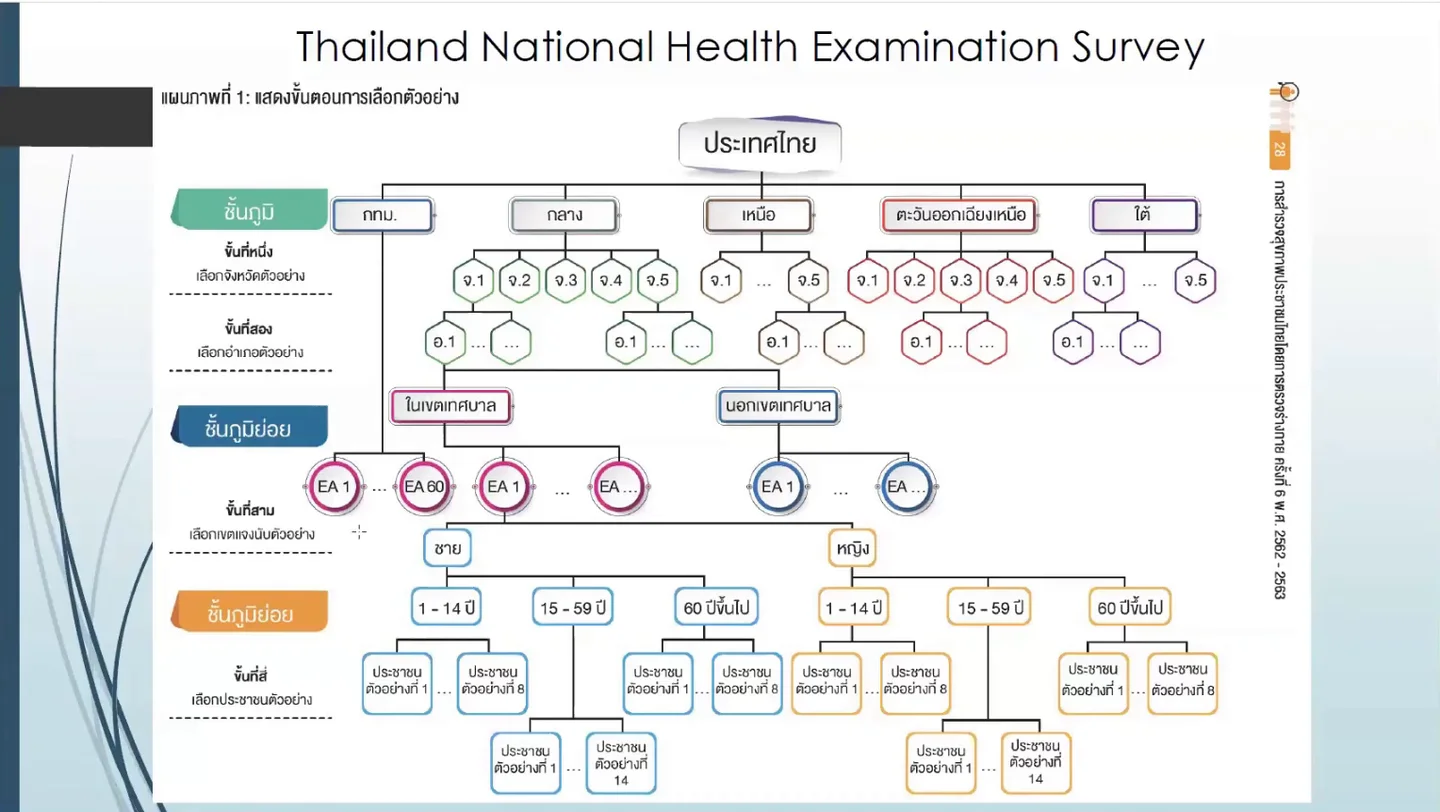 Thailand National Health Examination Survey
แผนภาพที่ 1: แสดงขั้นตอนการเลือกตัวอย่าง
28
การสำรวจสุขภาพประชาชนไทยโดยการตรวจร่างกาย ครั้งที่ 6 พ.ศ. 2562 - 2563
ประเทศไทย
ชั้นภูมิ
กทม.
กลาง
เหนือ
ตะวันออกเฉียงเหนือ
ใต้
ขั้นที่หนึ่ง
เลือกจังหวัดตัวอย่าง
จ.1
จ.2
จ.3
จ.4
จ.5
จ.1
...
จ.5
จ.1
จ.2
จ.3
จ.4
จ.5
จ.1
...
จ.5
ขั้นที่สอง
เลือกอำเภอตัวอย่าง
อ.1
...
...
อ.1
...
...
อ.1
...
...
อ.1
...
...
อ.1
...
...
ชั้นภูมิย่อย
ในเขตเทศบาล
นอกเขตเทศบาล
EA 1
...
EA 60
EA 1
...
EA ...
EA 1
...
EA ...
ขั้นที่สาม
เลือกเขตแจงนับตัวอย่าง
ชาย
หญิง
ชั้นภูมิย่อย
1 - 14 ปี
15 - 59 ปี
60 ปีขึ้นไป
1 - 14 ปี
15 - 59 ปี
60 ปีขึ้นไป
ขั้นที่สี่
เลือกประชาชนตัวอย่าง
ประชาชน
ตัวอย่างที่ 1
...
ประชาชน
ตัวอย่างที่ 8
ประชาชน
ตัวอย่างที่ 1
...
ประชาชน
ตัวอย่างที่ 8
ประชาชน
ตัวอย่างที่ 1
...
ประชาชน
ตัวอย่างที่ 8
ประชาชน
ตัวอย่างที่ 1
...
ประชาชน
ตัวอย่างที่ 8
ประชาชน
ตัวอย่างที่ 1
...
ประชาชน
ตัวอย่างที่
14
ประชาชน
ตัวอย่างที่ 1
...
ประชาชน
ตัวอย่างที่
14